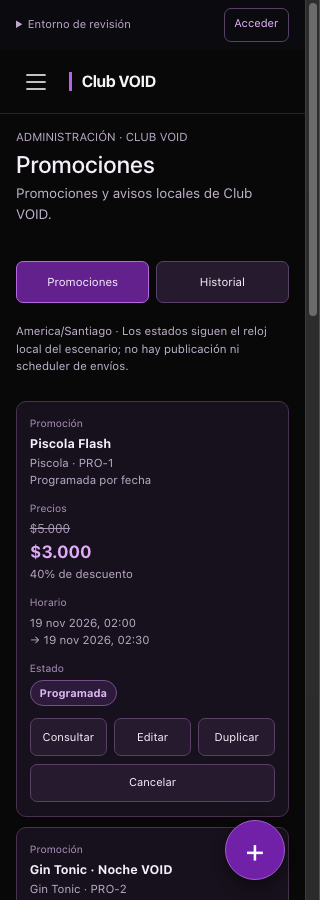 ▶ Entorno de revisión
Acceder
Club VOID
ADMINISTRACIÓN · CLUB VOID
Promociones
Promociones y avisos locales de Club
VOID.
Promociones
Historial
America/Santiago · Los estados siguen el reloj
local del escenario; no hay publicación ni
scheduler de envíos.
Promoción
Piscola Flash
Piscola · PRO-1
Programada por fecha
Precios
$5.000
$3.000
40% de descuento
Horario
19 nov 2026, 02:00
→ 19 nov 2026, 02:30
Estado
Programada
Consultar
Editar
Duplicar
Cancelar
Promoción
Gin Tonic · Noche VOID
Gin Tonic · PRO-2
+